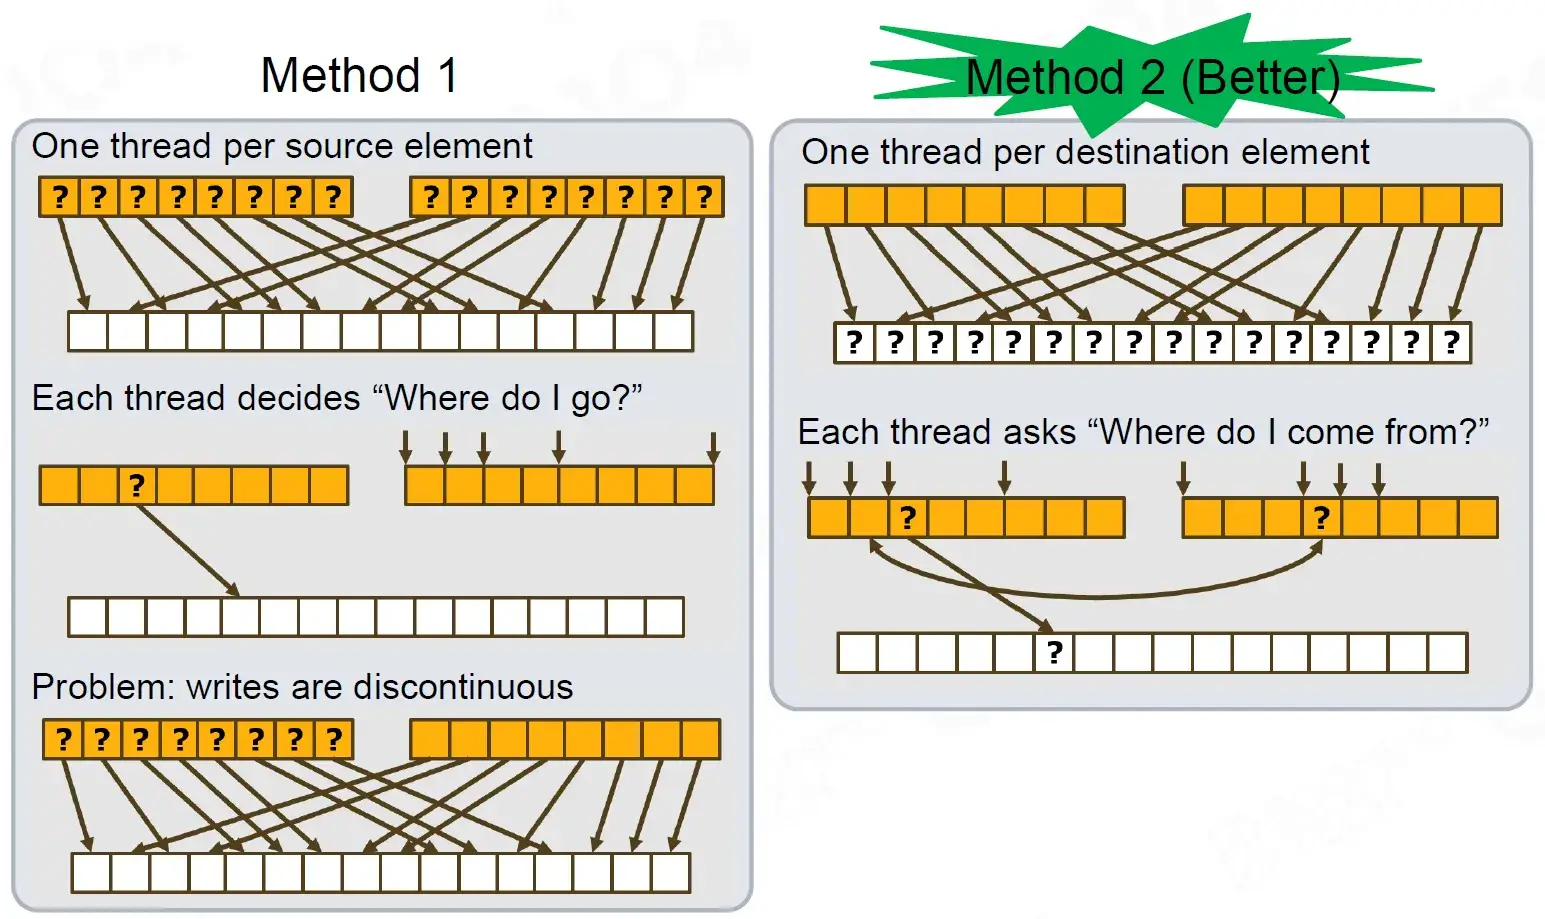 Method 1
One thread per source element
? ? ? ? ? ? ? ? ? ? ? ? ? ? ? ?
Each thread decides “Where do I go?”
?
Problem: writes are discontinuous
? ? ? ? ? ? ? ?
Method 2 (Better)
One thread per destination element
? ? ? ? ? ? ? ? ? ? ? ? ? ? ? ?
Each thread asks “Where do I come from?”
? ?
?